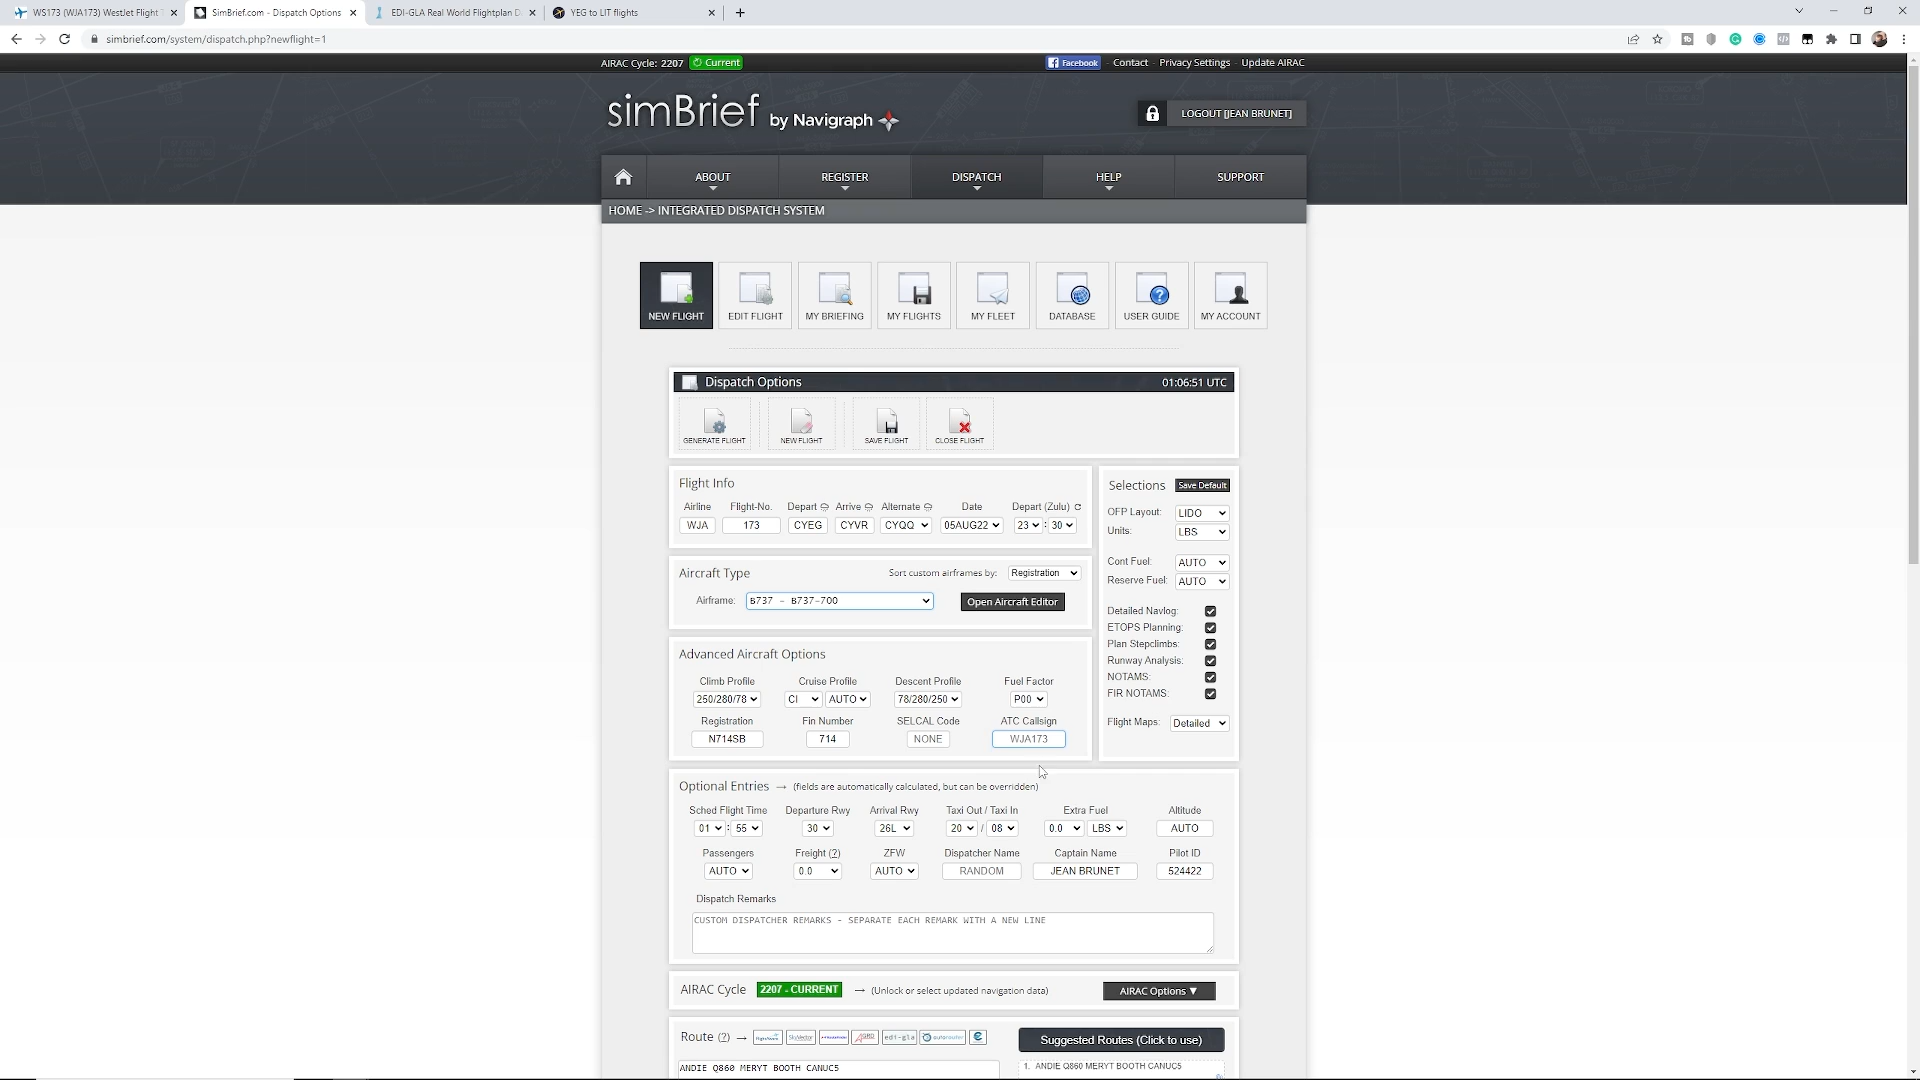 WS173 (WJA173) WestJet Flight
SimBrief.com - Dispatch Options
EDI-GLA Real World Flightplan D
YEG to LIT flights
simbrief.com/system/dispatch.php?newflight=1
AIRAC Cycle: 2207 Current
Facebook - Contact - Privacy Settings - Update AIRAC
simBrief by Navigraph
LOGOUT [JEAN BRUNET]
ABOUT REGISTER DISPATCH HELP SUPPORT
HOME -> INTEGRATED DISPATCH SYSTEM
NEW FLIGHT EDIT FLIGHT MY BRIEFING MY FLIGHTS MY FLEET DATABASE USER GUIDE MY ACCOUNT
Dispatch Options 01:06:51 UTC
GENERATE FLIGHT NEW FLIGHT SAVE FLIGHT CLOSE FLIGHT
Flight Info
Airline Flight-No. Depart Arrive Alternate Date Depart (Zulu)
WJA 173 CYEG CYVR CYQQ 05AUG22 23 : 30
Selections Save Default
OFP Layout: LIDO
Units: LBS
Cont Fuel: AUTO
Reserve Fuel: AUTO
Detailed Navlog:
ETOPS Planning:
Plan Stepclimbs:
Runway Analysis:
NOTAMS:
FIR NOTAMS:
Flight Maps: Detailed
Aircraft Type Sort custom airframes by: Registration
Airframe: B737 - B737-700 Open Aircraft Editor
Advanced Aircraft Options
Climb Profile Cruise Profile Descent Profile Fuel Factor
250/280/78 CI AUTO 78/280/250 P00
Registration Fin Number SELCAL Code ATC Callsign
N714SB 714 NONE WJA173
Optional Entries → (fields are automatically calculated, but can be overridden)
Sched Flight Time Departure Rwy Arrival Rwy Taxi Out / Taxi In Extra Fuel Altitude
01 : 55 30 26L 20 / 08 0.0 LBS AUTO
Passengers Freight (?) ZFW Dispatcher Name Captain Name Pilot ID
AUTO 0.0 AUTO RANDOM JEAN BRUNET 524422
Dispatch Remarks
CUSTOM DISPATCHER REMARKS - SEPARATE EACH REMARK WITH A NEW LINE
AIRAC Cycle 2207 - CURRENT → (Unlock or select updated navigation data) AIRAC Options ▼
Route (?) → SkyVector edi-gla autorouter Suggested Routes (Click to use)
ANDIE Q860 MERYT BOOTH CANUC5 1. ANDIE Q860 MERYT BOOTH CANUC5